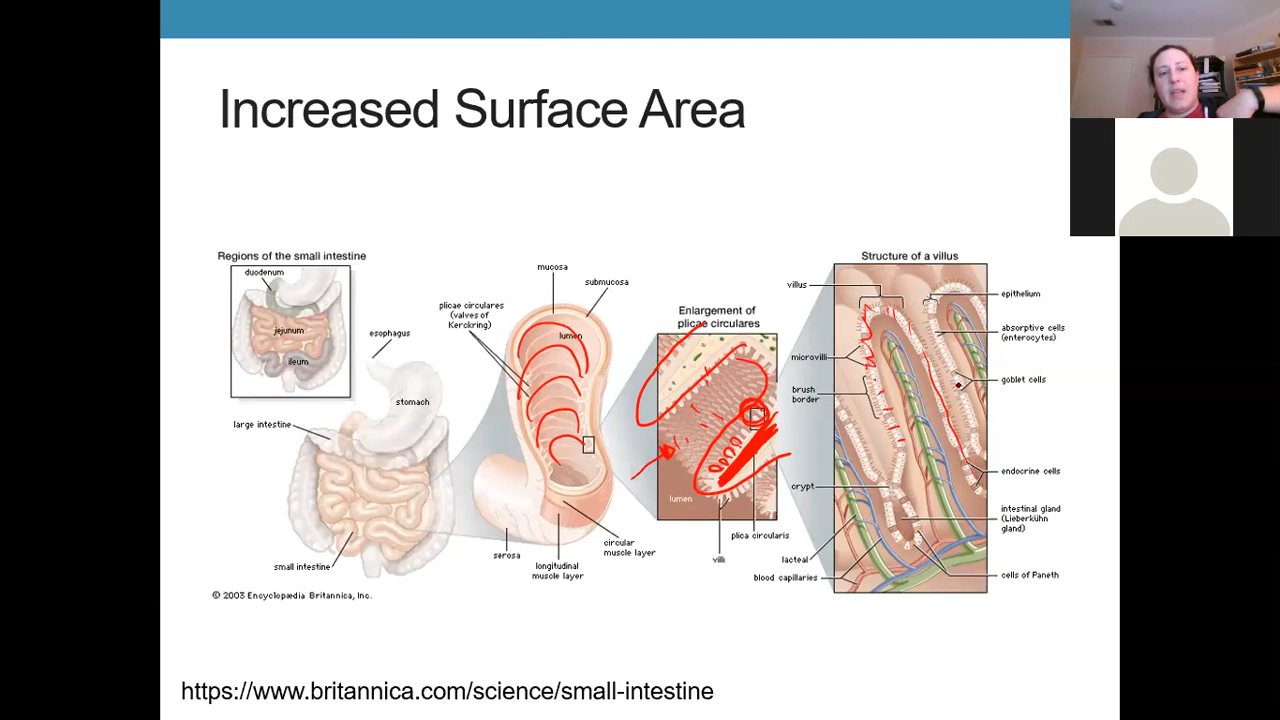 Increased Surface Area
Regions of the small intestine
duodenum
jejunum
ileum
esophagus
stomach
large intestine
small intestine
mucosa
submucosa
plicae circulares
(valves of
Kerckring)
lumen
serosa
longitudinal
muscle layer
circular
muscle layer
Enlargement of
plicae circulares
lumen
villi
plica circularis
Structure of a villus
villus
microvilli
brush
border
crypt
lacteal
blood capillaries
epithelium
absorptive cells
(enterocytes)
goblet cells
endocrine cells
intestinal gland
(Lieberkühn
gland)
cells of Paneth
© 2003 Encyclopædia Britannica, Inc.
https://www.britannica.com/science/small-intestine